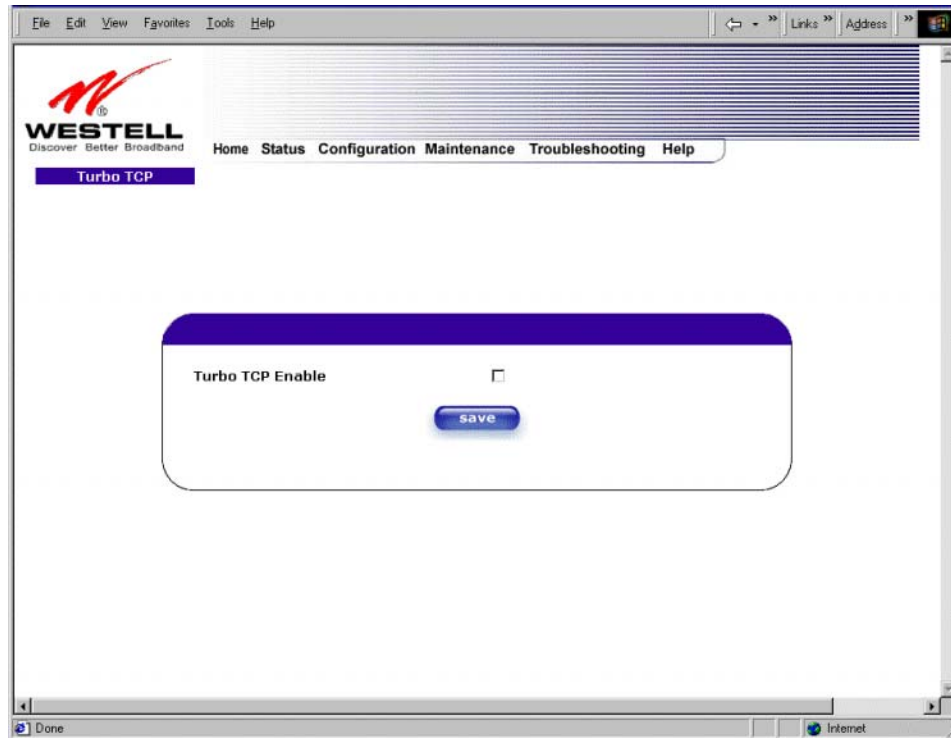 File Edit View Favorites Tools Help » Links » Address »
WESTELL ®
Discover Better Broadband
Home Status Configuration Maintenance Troubleshooting Help
Turbo TCP
Turbo TCP Enable
save
Done Internet